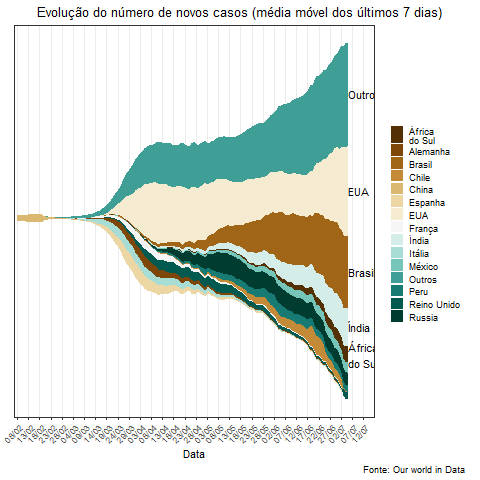 Evolução do número de novos casos (média móvel dos últimos 7 dias)
Outro
EUA
Brasil
Índia
África
do Su
África
do Sul
Alemanha
Brasil
Chile
China
Espanha
EUA
França
Índia
Itália
México
Outros
Peru
Reino Unido
Russia
08/02
13/02
18/02
23/02
28/02
04/03
09/03
14/03
19/03
24/03
29/03
03/04
08/04
13/04
18/04
23/04
28/04
03/05
08/05
13/05
18/05
23/05
28/05
02/06
07/06
12/06
17/06
22/06
27/06
02/07
07/07
12/07
Data
Fonte: Our world in Data